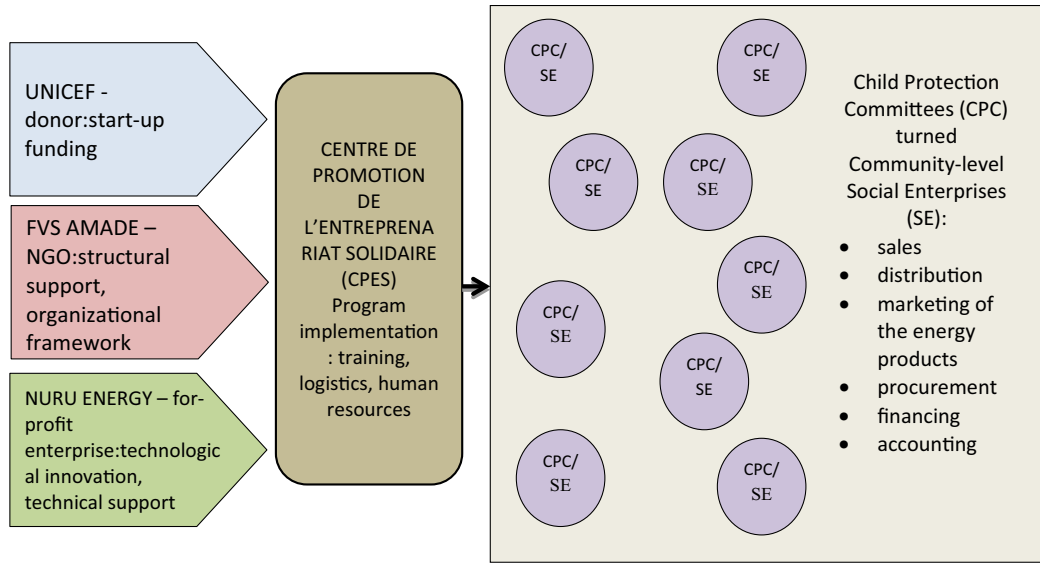 UNICEF -
donor:start-up
funding
FVS AMADE –
NGO:structural
support,
organizational
framework
NURU ENERGY – for-
profit
enterprise:technologic
al innovation,
technical support
CENTRE DE
PROMOTION
DE
L’ENTREPRENA
RIAT SOLIDAIRE
(CPES)
Program
implementation
: training,
logistics, human
resources
CPC/
SE
CPC/
SE
CPC/
SE
CPC/
SE
CPC/
SE
CPC/
SE
CPC/
SE
CPC/
SE
CPC/
SE
Child Protection
Committees (CPC)
turned
Community-level
Social Enterprises
(SE):
• sales
• distribution
• marketing of
the energy
products
• procurement
• financing
• accounting